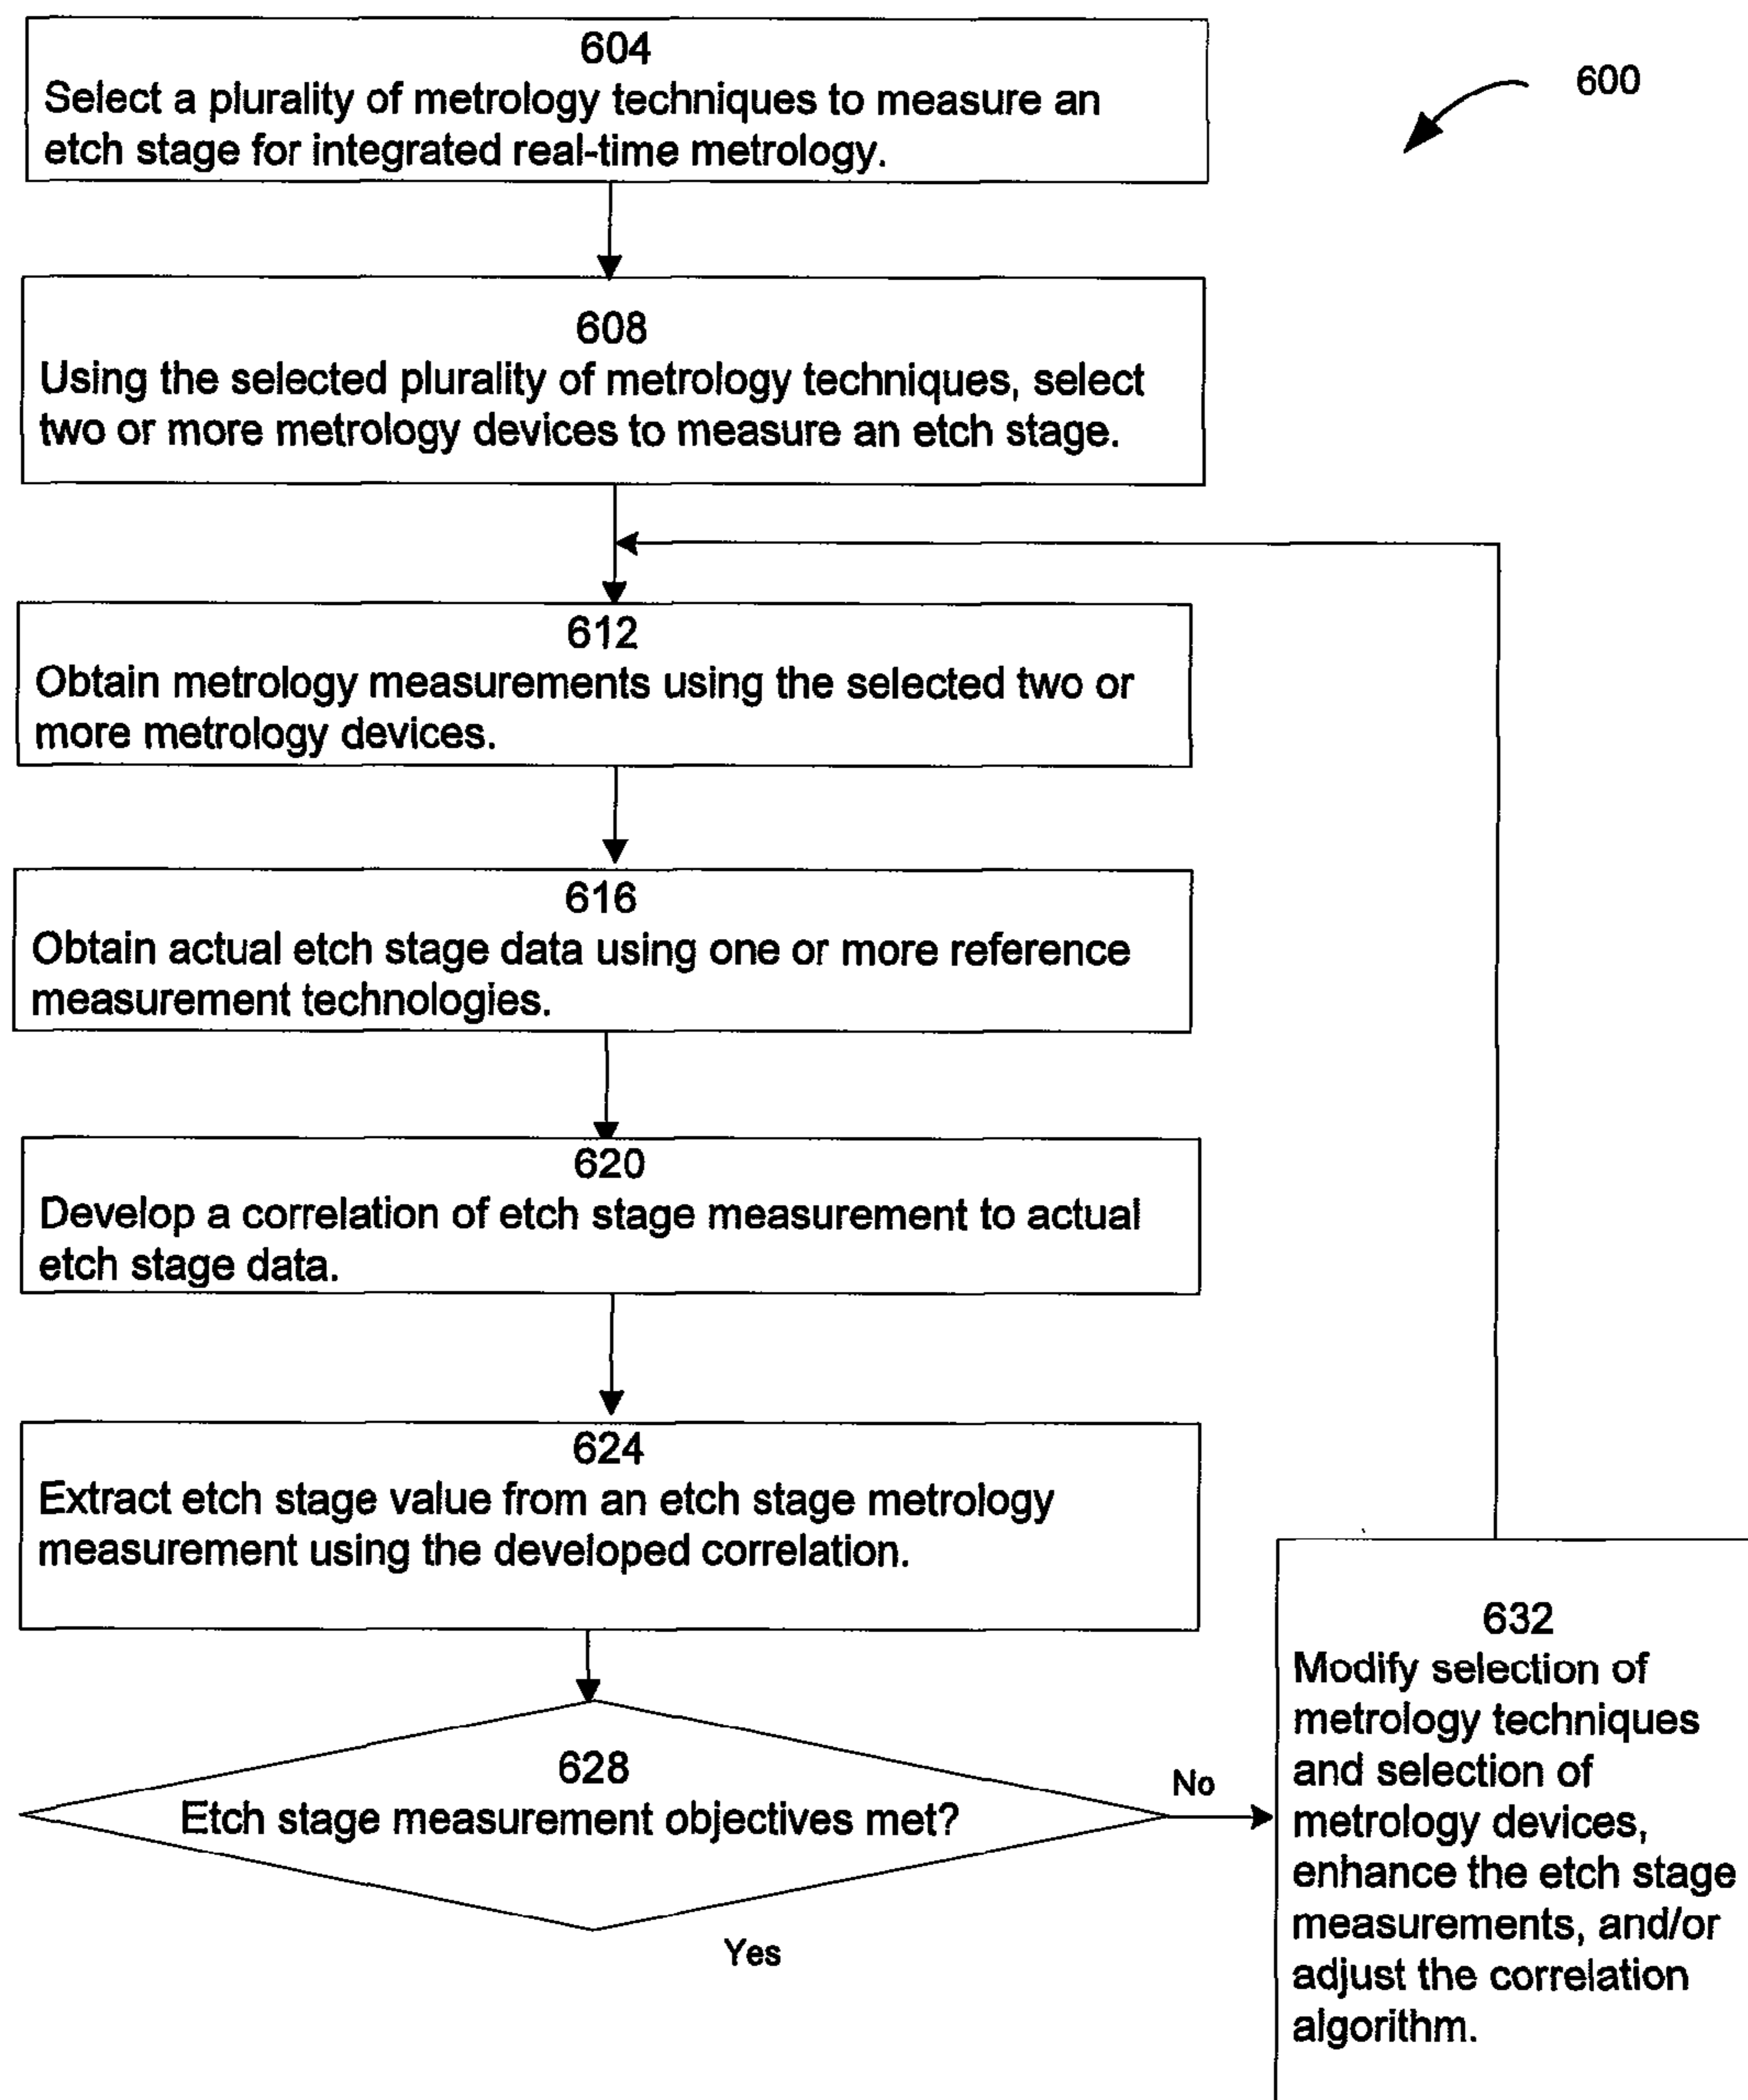 604
Select a plurality of metrology techniques to measure an
etch stage for integrated real-time metrology.
600
608
Using the selected plurality of metrology techniques, select
two or more metrology devices to measure an etch stage.
612
Obtain metrology measurements using the selected two or
more metrology devices.
616
Obtain actual etch stage data using one or more reference
measurement technologies.
620
Develop a correlation of etch stage measurement to actual
etch stage data.
624
Extract etch stage value from an etch stage metrology
measurement using the developed correlation.
628
Etch stage measurement objectives met?
No
Yes
632
Modify selection of
metrology techniques
and selection of
metrology devices,
enhance the etch stage
measurements, and/or
adjust the correlation
algorithm.